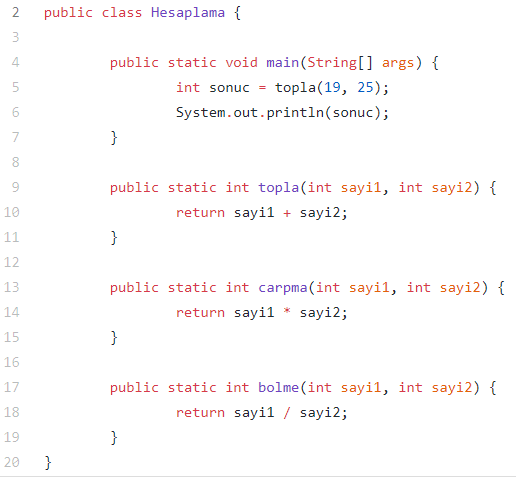 2 public class Hesaplama {
3
4 public static void main(String[] args) {
5 int sonuc = topla(19, 25);
6 System.out.println(sonuc);
7 }
8
9 public static int topla(int sayi1, int sayi2) {
10 return sayi1 + sayi2;
11 }
12
13 public static int carpma(int sayi1, int sayi2) {
14 return sayi1 * sayi2;
15 }
16
17 public static int bolme(int sayi1, int sayi2) {
18 return sayi1 / sayi2;
19 }
20 }